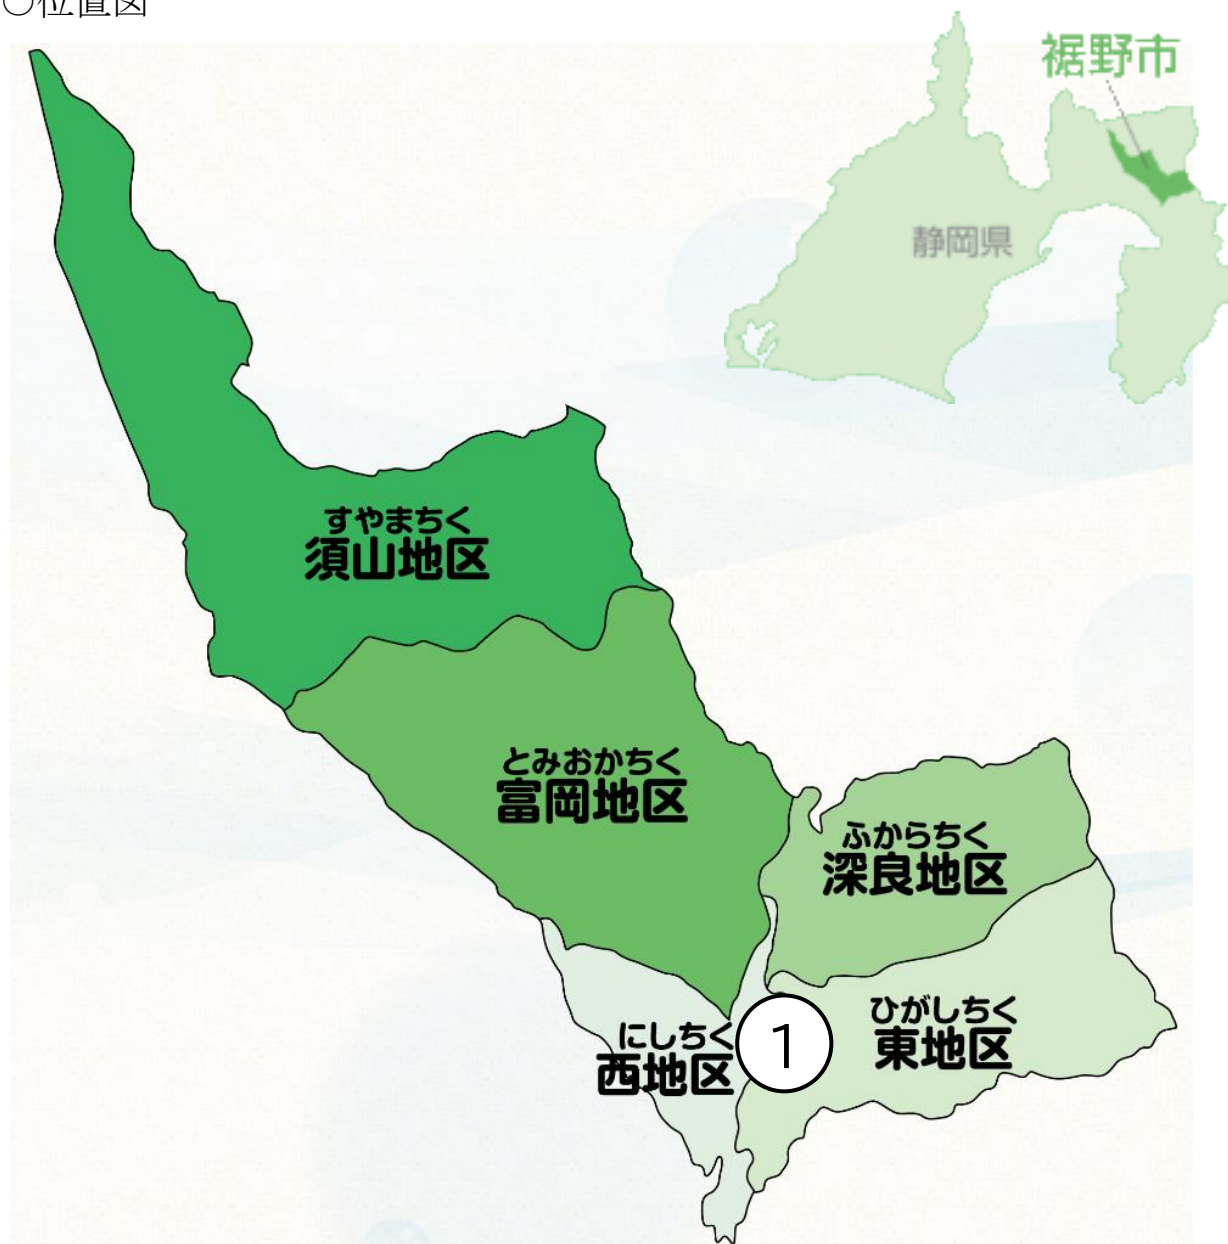 ○位置図
裾野市
静岡県
すやまちく
須山地区
とみおかちく
富岡地区
ふからちく
深良地区
ひがしちく
東地区
にしちく
西地区
1